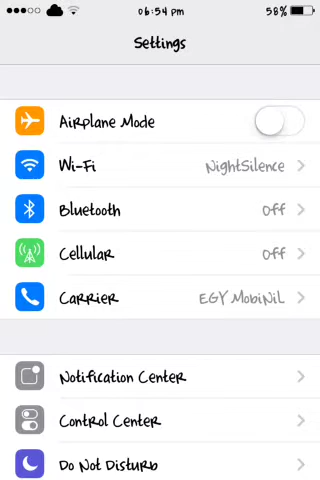 06:54 pm 58%
Settings
Airplane Mode
Wi-Fi NightSilence
Bluetooth Off
Cellular Off
Carrier EGY MobiNiL
Notification Center
Control Center
Do Not Disturb